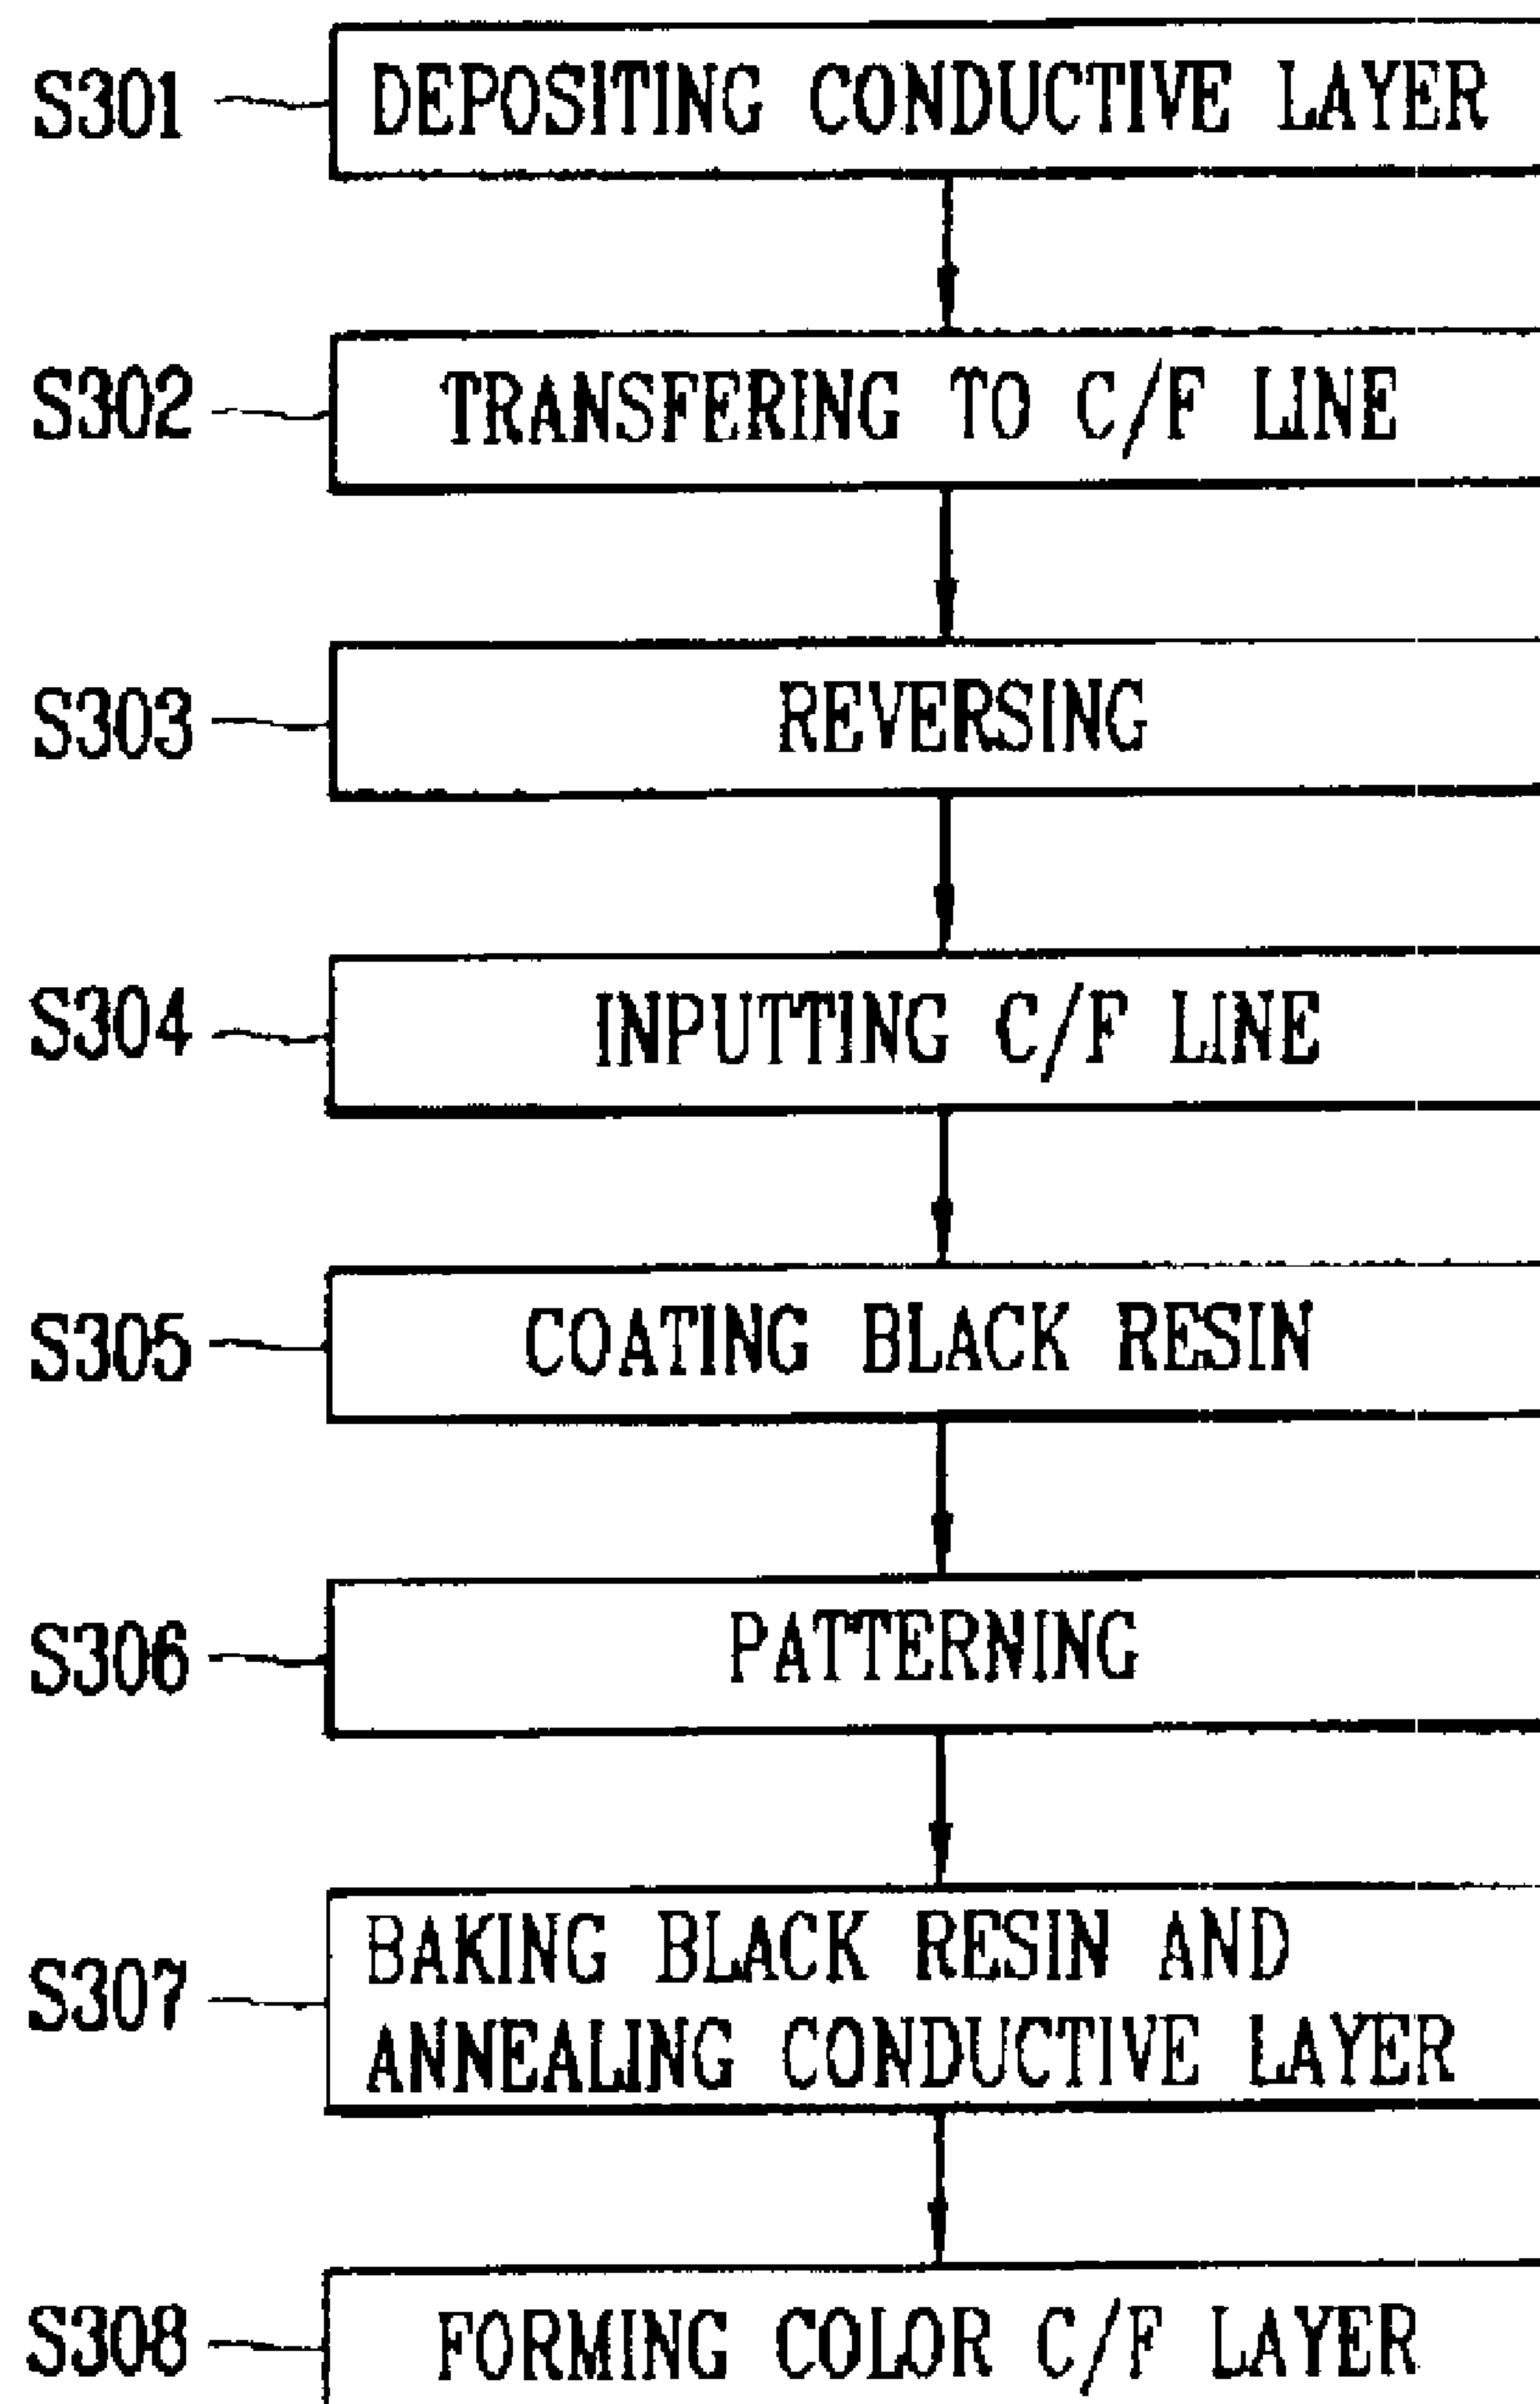 S301 DEPOSITING CONDUCTIVE LAYER
S302 TRANSFERING TO C/F LINE
S303 REVERSING
S304 INPUTTING C/F LINE
S305 COATING BLACK RESIN
S306 PATTERNING
S307 BAKING BLACK RESIN AND
ANNEALING CONDUCTIVE LAYER
S308 FORMING COLOR C/F LAYER